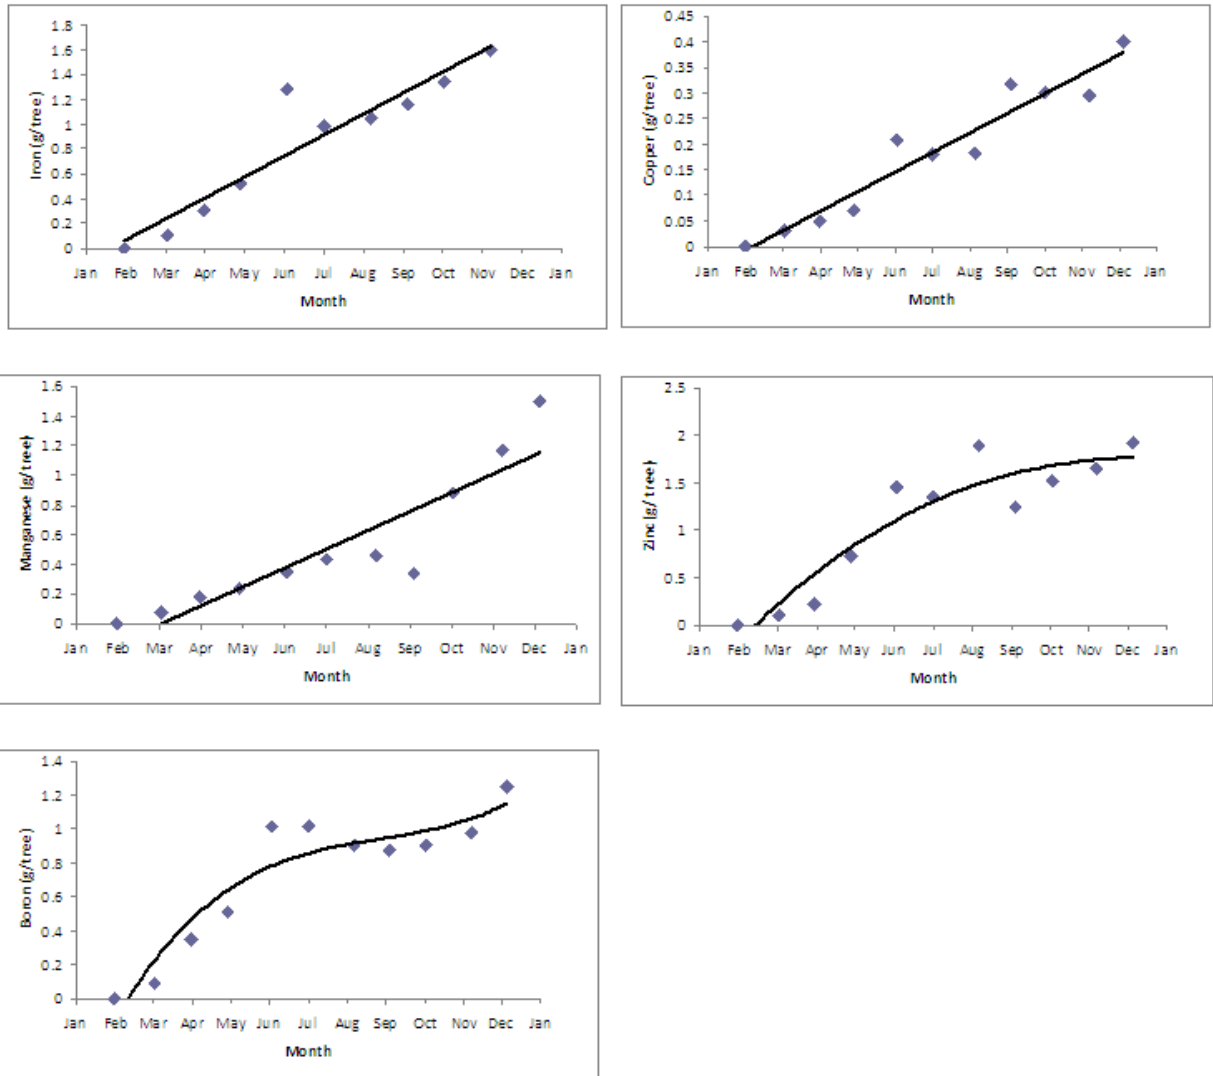 1.8
1.6
1.4
1.2
1
0.8
0.6
0.4
0.2
0
Iron (g/tree)
Jan Feb Mar Apr May Jun Jul Aug Sep Oct Nov Dec Jan
Month
0.45
0.4
0.35
0.3
0.25
0.2
0.15
0.1
0.05
0
Copper (g/tree)
Jan Feb Mar Apr May Jun Jul Aug Sep Oct Nov Dec Jan
Month
1.6
1.4
1.2
1
0.8
0.6
0.4
0.2
0
Manganese (g/tree)
Jan Feb Mar Apr May Jun Jul Aug Sep Oct Nov Dec Jan
Month
2.5
2
1.5
1
0.5
0
Zinc (g/tree)
Jan Feb Mar Apr May Jun Jul Aug Sep Oct Nov Dec Jan
Month
1.4
1.2
1
0.8
0.6
0.4
0.2
0
Boron (g/tree)
Jan Feb Mar Apr May Jun Jul Aug Sep Oct Nov Dec Jan
Month